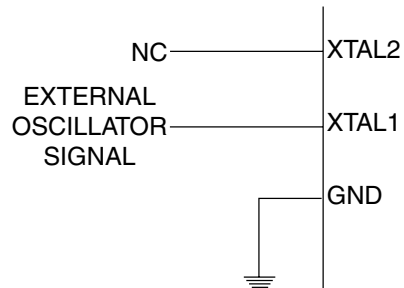 NC
XTAL2
EXTERNAL
OSCILLATOR
SIGNAL
XTAL1
GND